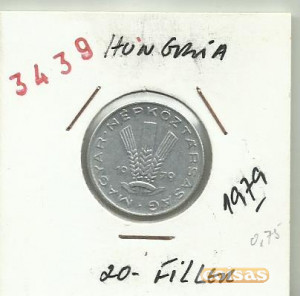 3439
HUNGRIA
MAGYAR · NÉPKÖZTÁRSASÁG
1979
1979
0,75
20- FILLER